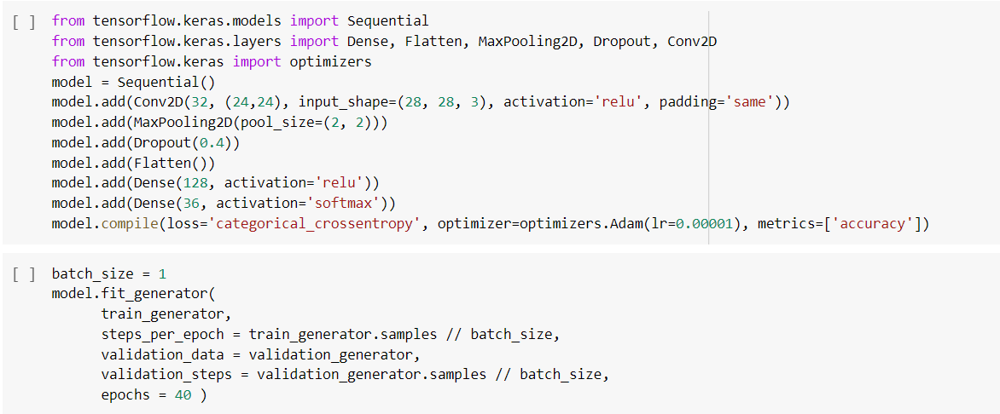 [ ] from tensorflow.keras.models import Sequential
from tensorflow.keras.layers import Dense, Flatten, MaxPooling2D, Dropout, Conv2D
from tensorflow.keras import optimizers
model = Sequential()
model.add(Conv2D(32, (24,24), input_shape=(28, 28, 3), activation='relu', padding='same'))
model.add(MaxPooling2D(pool_size=(2, 2)))
model.add(Dropout(0.4))
model.add(Flatten())
model.add(Dense(128, activation='relu'))
model.add(Dense(36, activation='softmax'))
model.compile(loss='categorical_crossentropy', optimizer=optimizers.Adam(lr=0.00001), metrics=['accuracy'])
[ ] batch_size = 1
model.fit_generator(
      train_generator,
      steps_per_epoch = train_generator.samples // batch_size,
      validation_data = validation_generator,
      validation_steps = validation_generator.samples // batch_size,
      epochs = 40 )